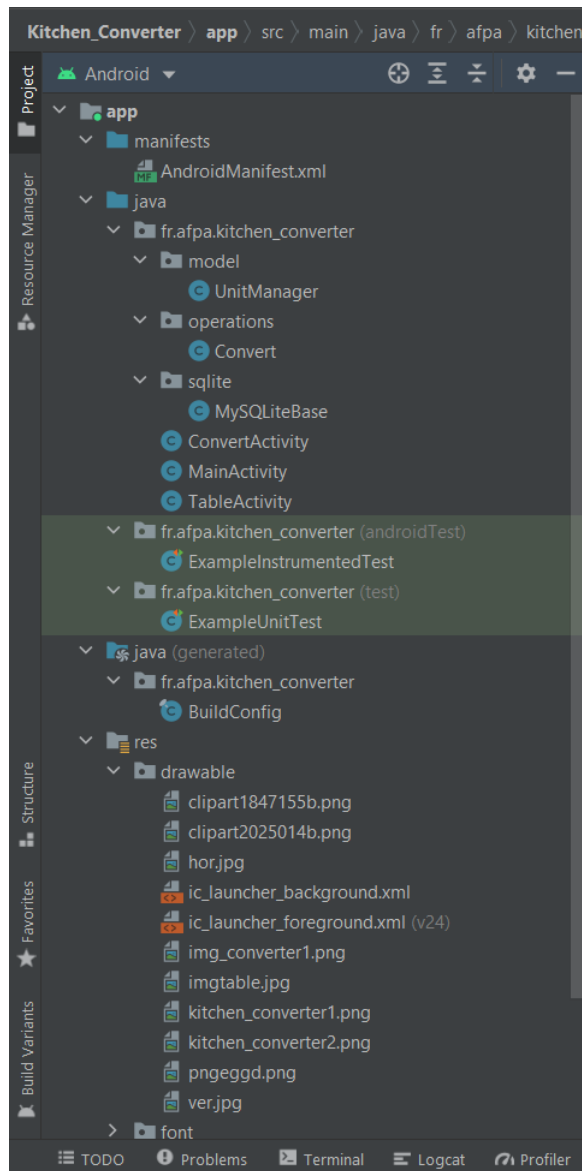 Kitchen_Converter 〉 app 〉 src 〉 main 〉 java 〉 fr 〉 afpa 〉 kitchen
Project
Resource Manager
Structure
Favorites
Build Variants
Android
app
manifests
MF AndroidManifest.xml
java
fr.afpa.kitchen_converter
model
C UnitManager
operations
C Convert
sqlite
C MySQLiteBase
C ConvertActivity
C MainActivity
C TableActivity
fr.afpa.kitchen_converter (androidTest)
C ExampleInstrumentedTest
fr.afpa.kitchen_converter (test)
C ExampleUnitTest
java (generated)
fr.afpa.kitchen_converter
C BuildConfig
res
drawable
clipart1847155b.png
clipart2025014b.png
hor.jpg
ic_launcher_background.xml
ic_launcher_foreground.xml (v24)
img_converter1.png
imgtable.jpg
kitchen_converter1.png
kitchen_converter2.png
pngeggd.png
ver.jpg
font
TODO Problems Terminal Logcat Profiler